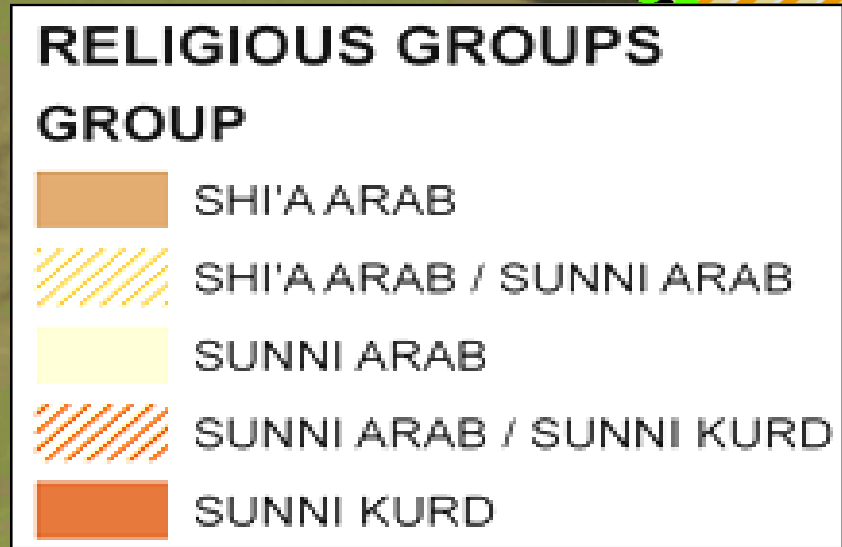 RELIGIOUS GROUPS
GROUP
SHI'A ARAB
SHI'A ARAB / SUNNI ARAB
SUNNI ARAB
SUNNI ARAB / SUNNI KURD
SUNNI KURD